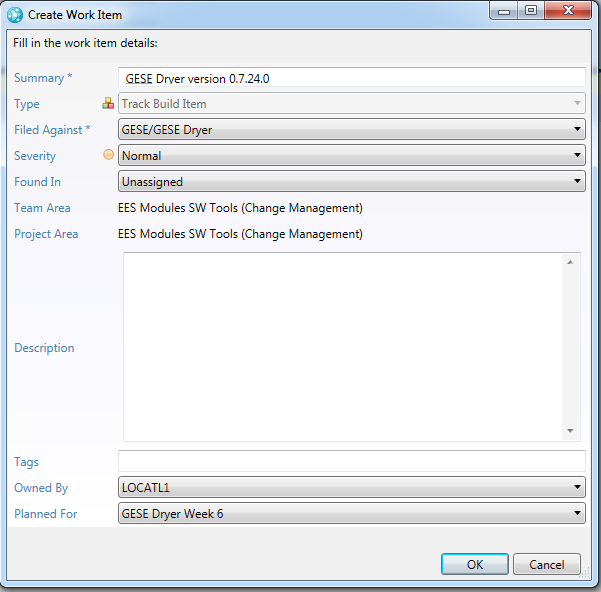 Create Work Item
Fill in the work item details:
Summary * GESE Dryer version 0.7.24.0
Type Track Build Item
Filed Against * GESE/GESE Dryer
Severity Normal
Found In Unassigned
Team Area EES Modules SW Tools (Change Management)
Project Area EES Modules SW Tools (Change Management)
Description
Tags
Owned By LOCATL1
Planned For GESE Dryer Week 6
OK Cancel